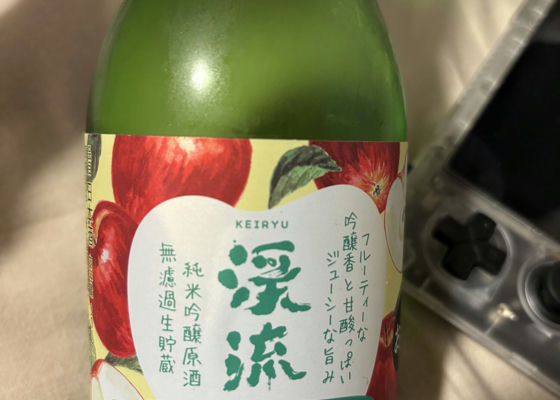 KEIRYU
渓流
フルーティーな
吟醸香と甘酸っぱい
ジューシーな旨み
純米吟醸原酒
無濾過生貯蔵